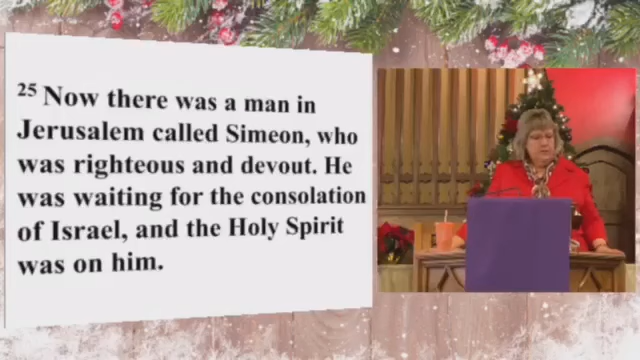 25 Now there was a man in
Jerusalem called Simeon, who
was righteous and devout. He
was waiting for the consolation
of Israel, and the Holy Spirit
was on him.